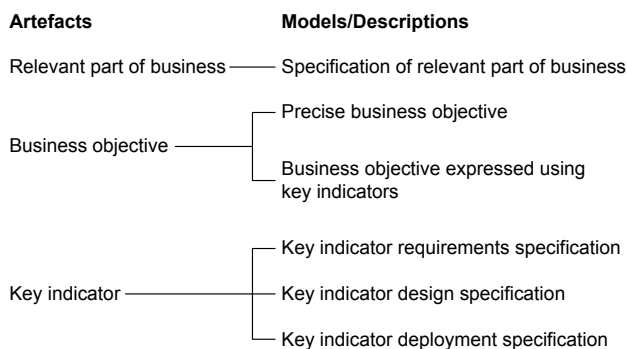 Artefacts Models/Descriptions
Relevant part of business Specification of relevant part of business
Precise business objective
Business objective
Business objective expressed using
key indicators
Key indicator requirements specification
Key indicator Key indicator design specification
Key indicator deployment specification